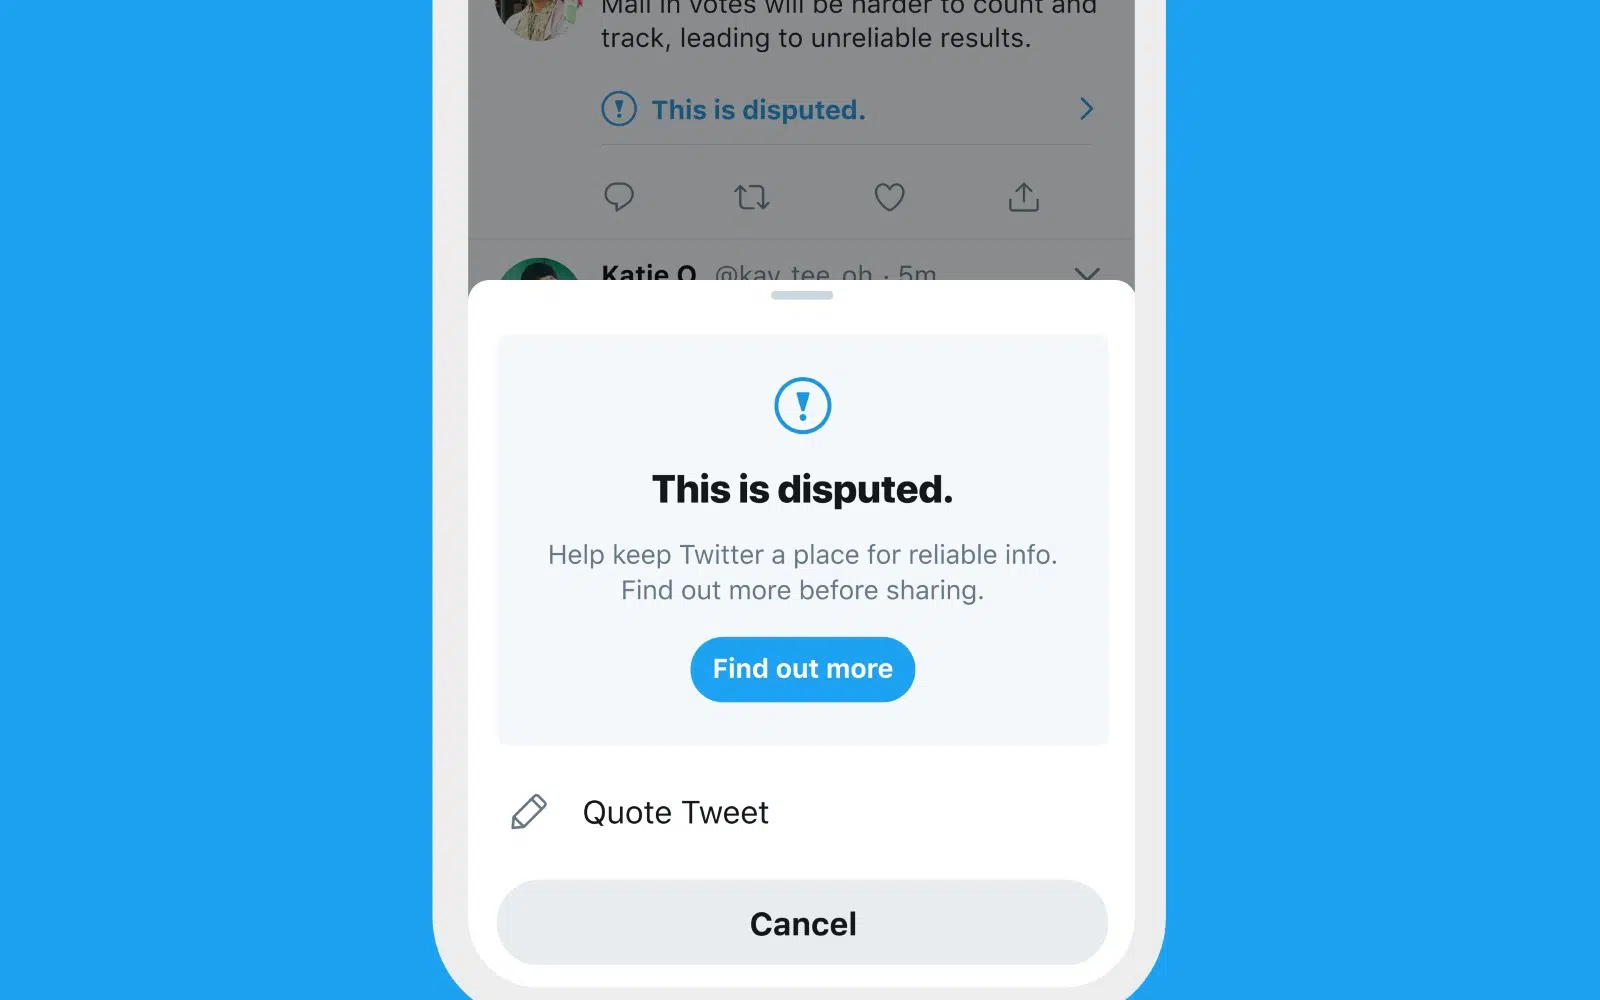 Mail in votes will be harder to count and
track, leading to unreliable results.
This is disputed.
Katie O @kay_tee_oh · 5m
This is disputed.
Help keep Twitter a place for reliable info.
Find out more before sharing.
Find out more
Quote Tweet
Cancel